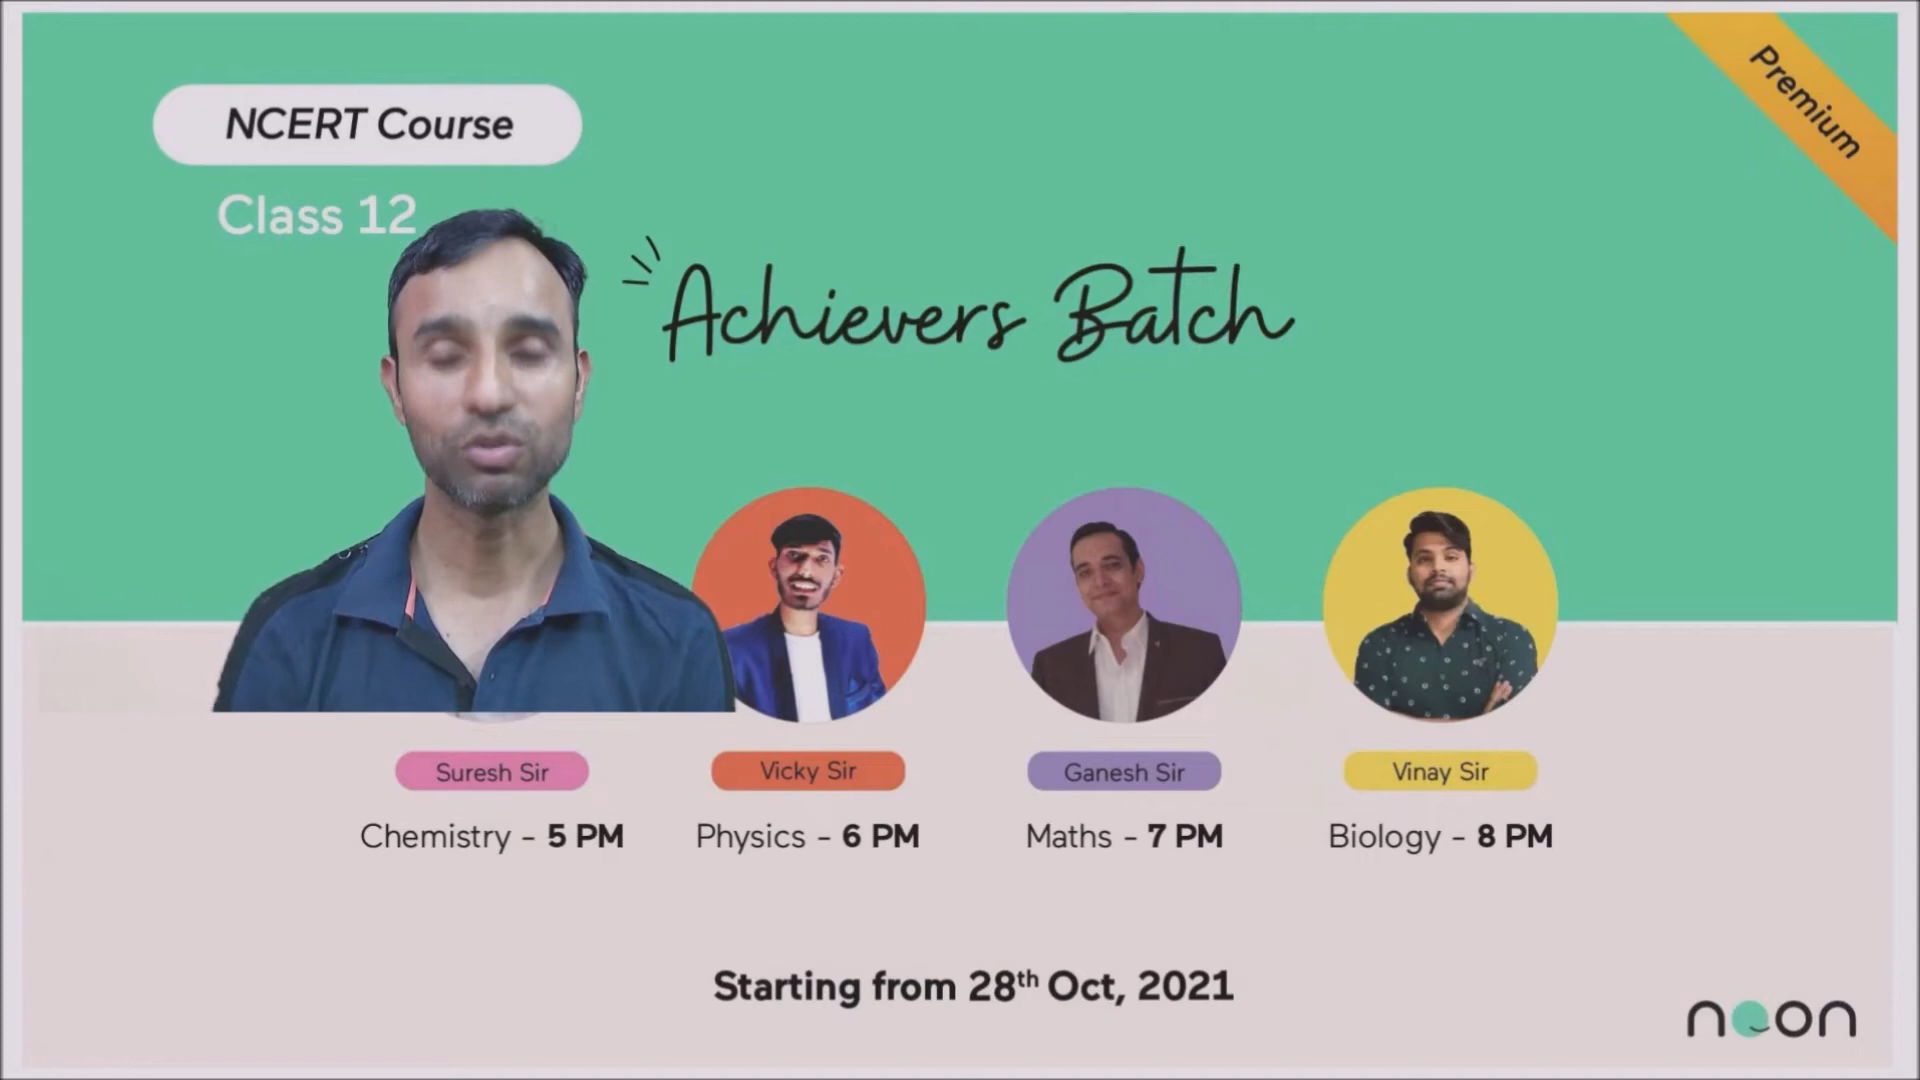 Premium
NCERT Course
Class 12
Achievers Batch
Suresh Sir
Vicky Sir
Ganesh Sir
Vinay Sir
Chemistry - 5 PM
Physics - 6 PM
Maths - 7 PM
Biology - 8 PM
Starting from 28th Oct, 2021
noon